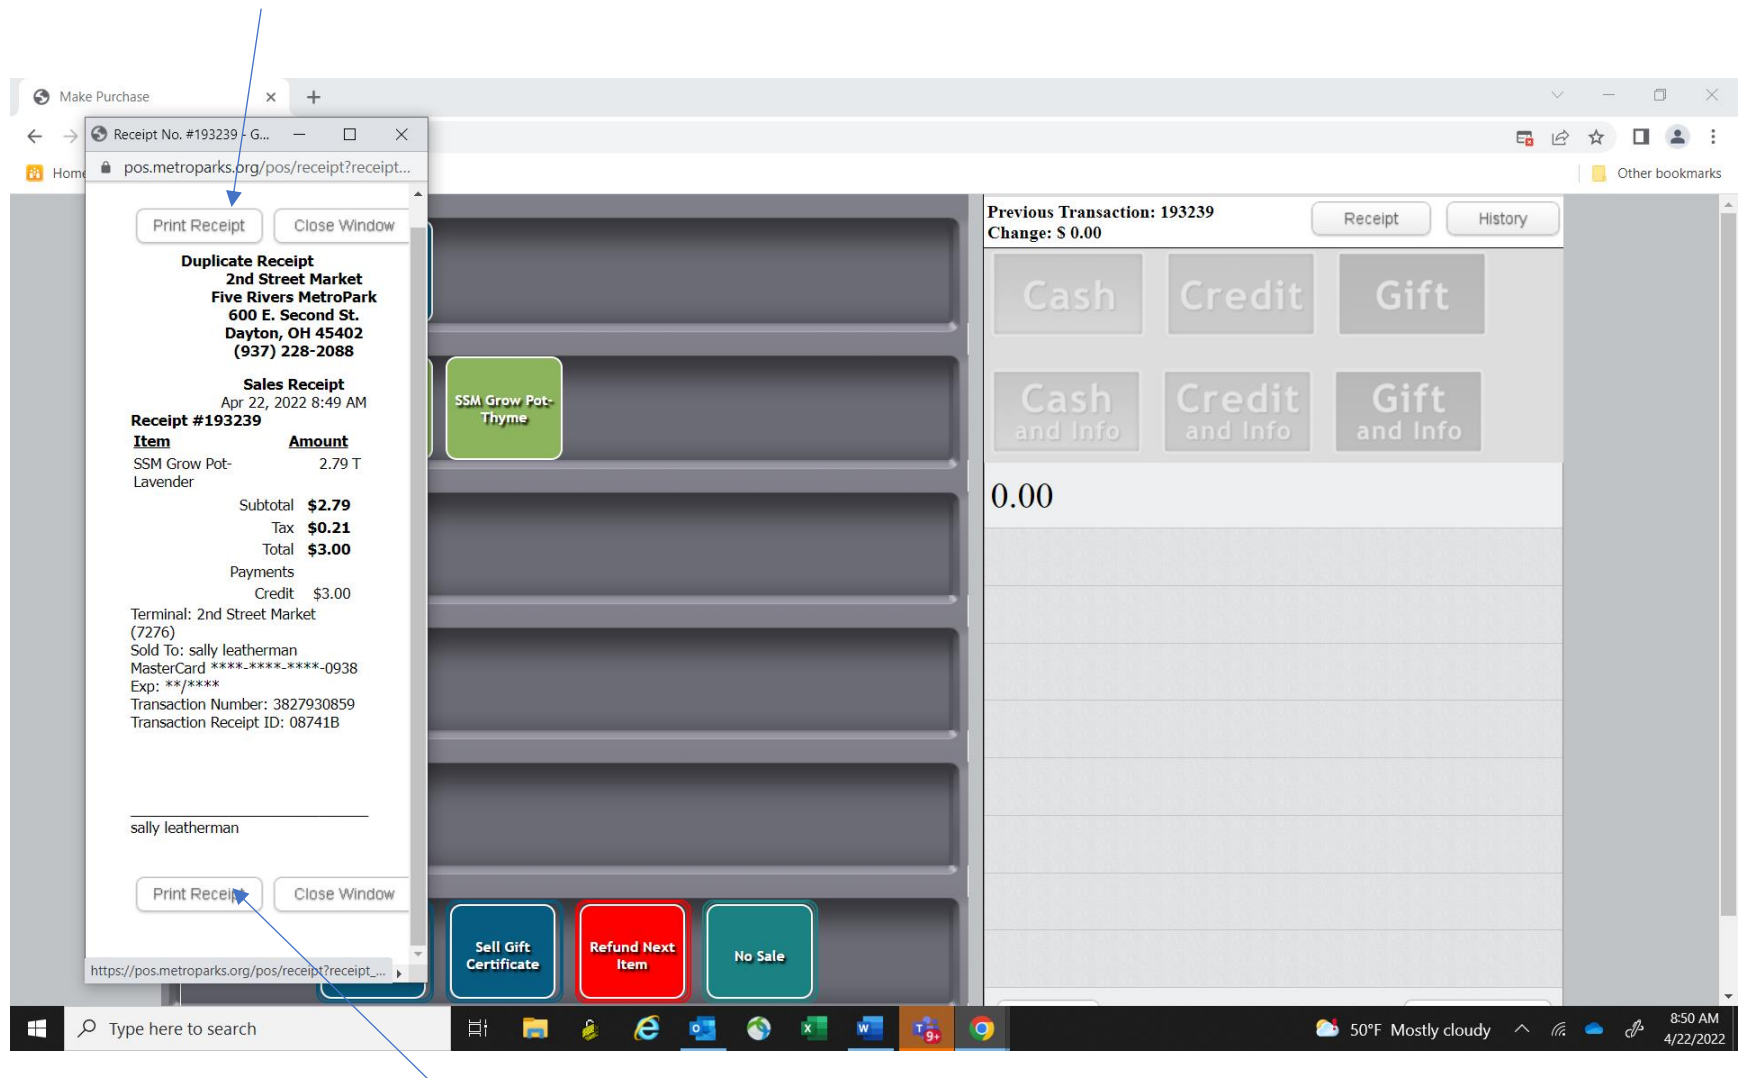 Make Purchase
Receipt No. #193239 - G...
pos.metroparks.org/pos/receipt?receipt...
Other bookmarks
Print Receipt Close Window
Duplicate Receipt
2nd Street Market
Five Rivers MetroPark
600 E. Second St.
Dayton, OH 45402
(937) 228-2088
Sales Receipt
Apr 22, 2022 8:49 AM
Receipt #193239
Item Amount
SSM Grow Pot- 2.79 T
Lavender
Subtotal $2.79
Tax $0.21
Total $3.00
Payments
Credit $3.00
Terminal: 2nd Street Market
(7276)
Sold To: sally leatherman
MasterCard ****-****-****-0938
Exp: **/****
Transaction Number: 3827930859
Transaction Receipt ID: 08741B
sally leatherman
Print Receipt Close Window
https://pos.metroparks.org/pos/receipt?receipt_...
SSM Grow Pot-
Thyme
Sell Gift
Certificate
Refund Next
Item
No Sale
Previous Transaction: 193239
Change: $ 0.00
Receipt History
Cash Credit Gift
Cash Credit Gift
and Info and Info and Info
0.00
Type here to search
9+
50°F Mostly cloudy
8:50 AM
4/22/2022